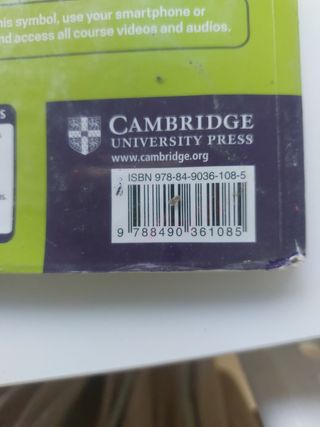 his symbol, use your smartphone or
nd access all course videos and audios.
S
s.
CAMBRIDGE
UNIVERSITY PRESS
www.cambridge.org
ISBN 978-84-9036-108-5
9 788490 361085